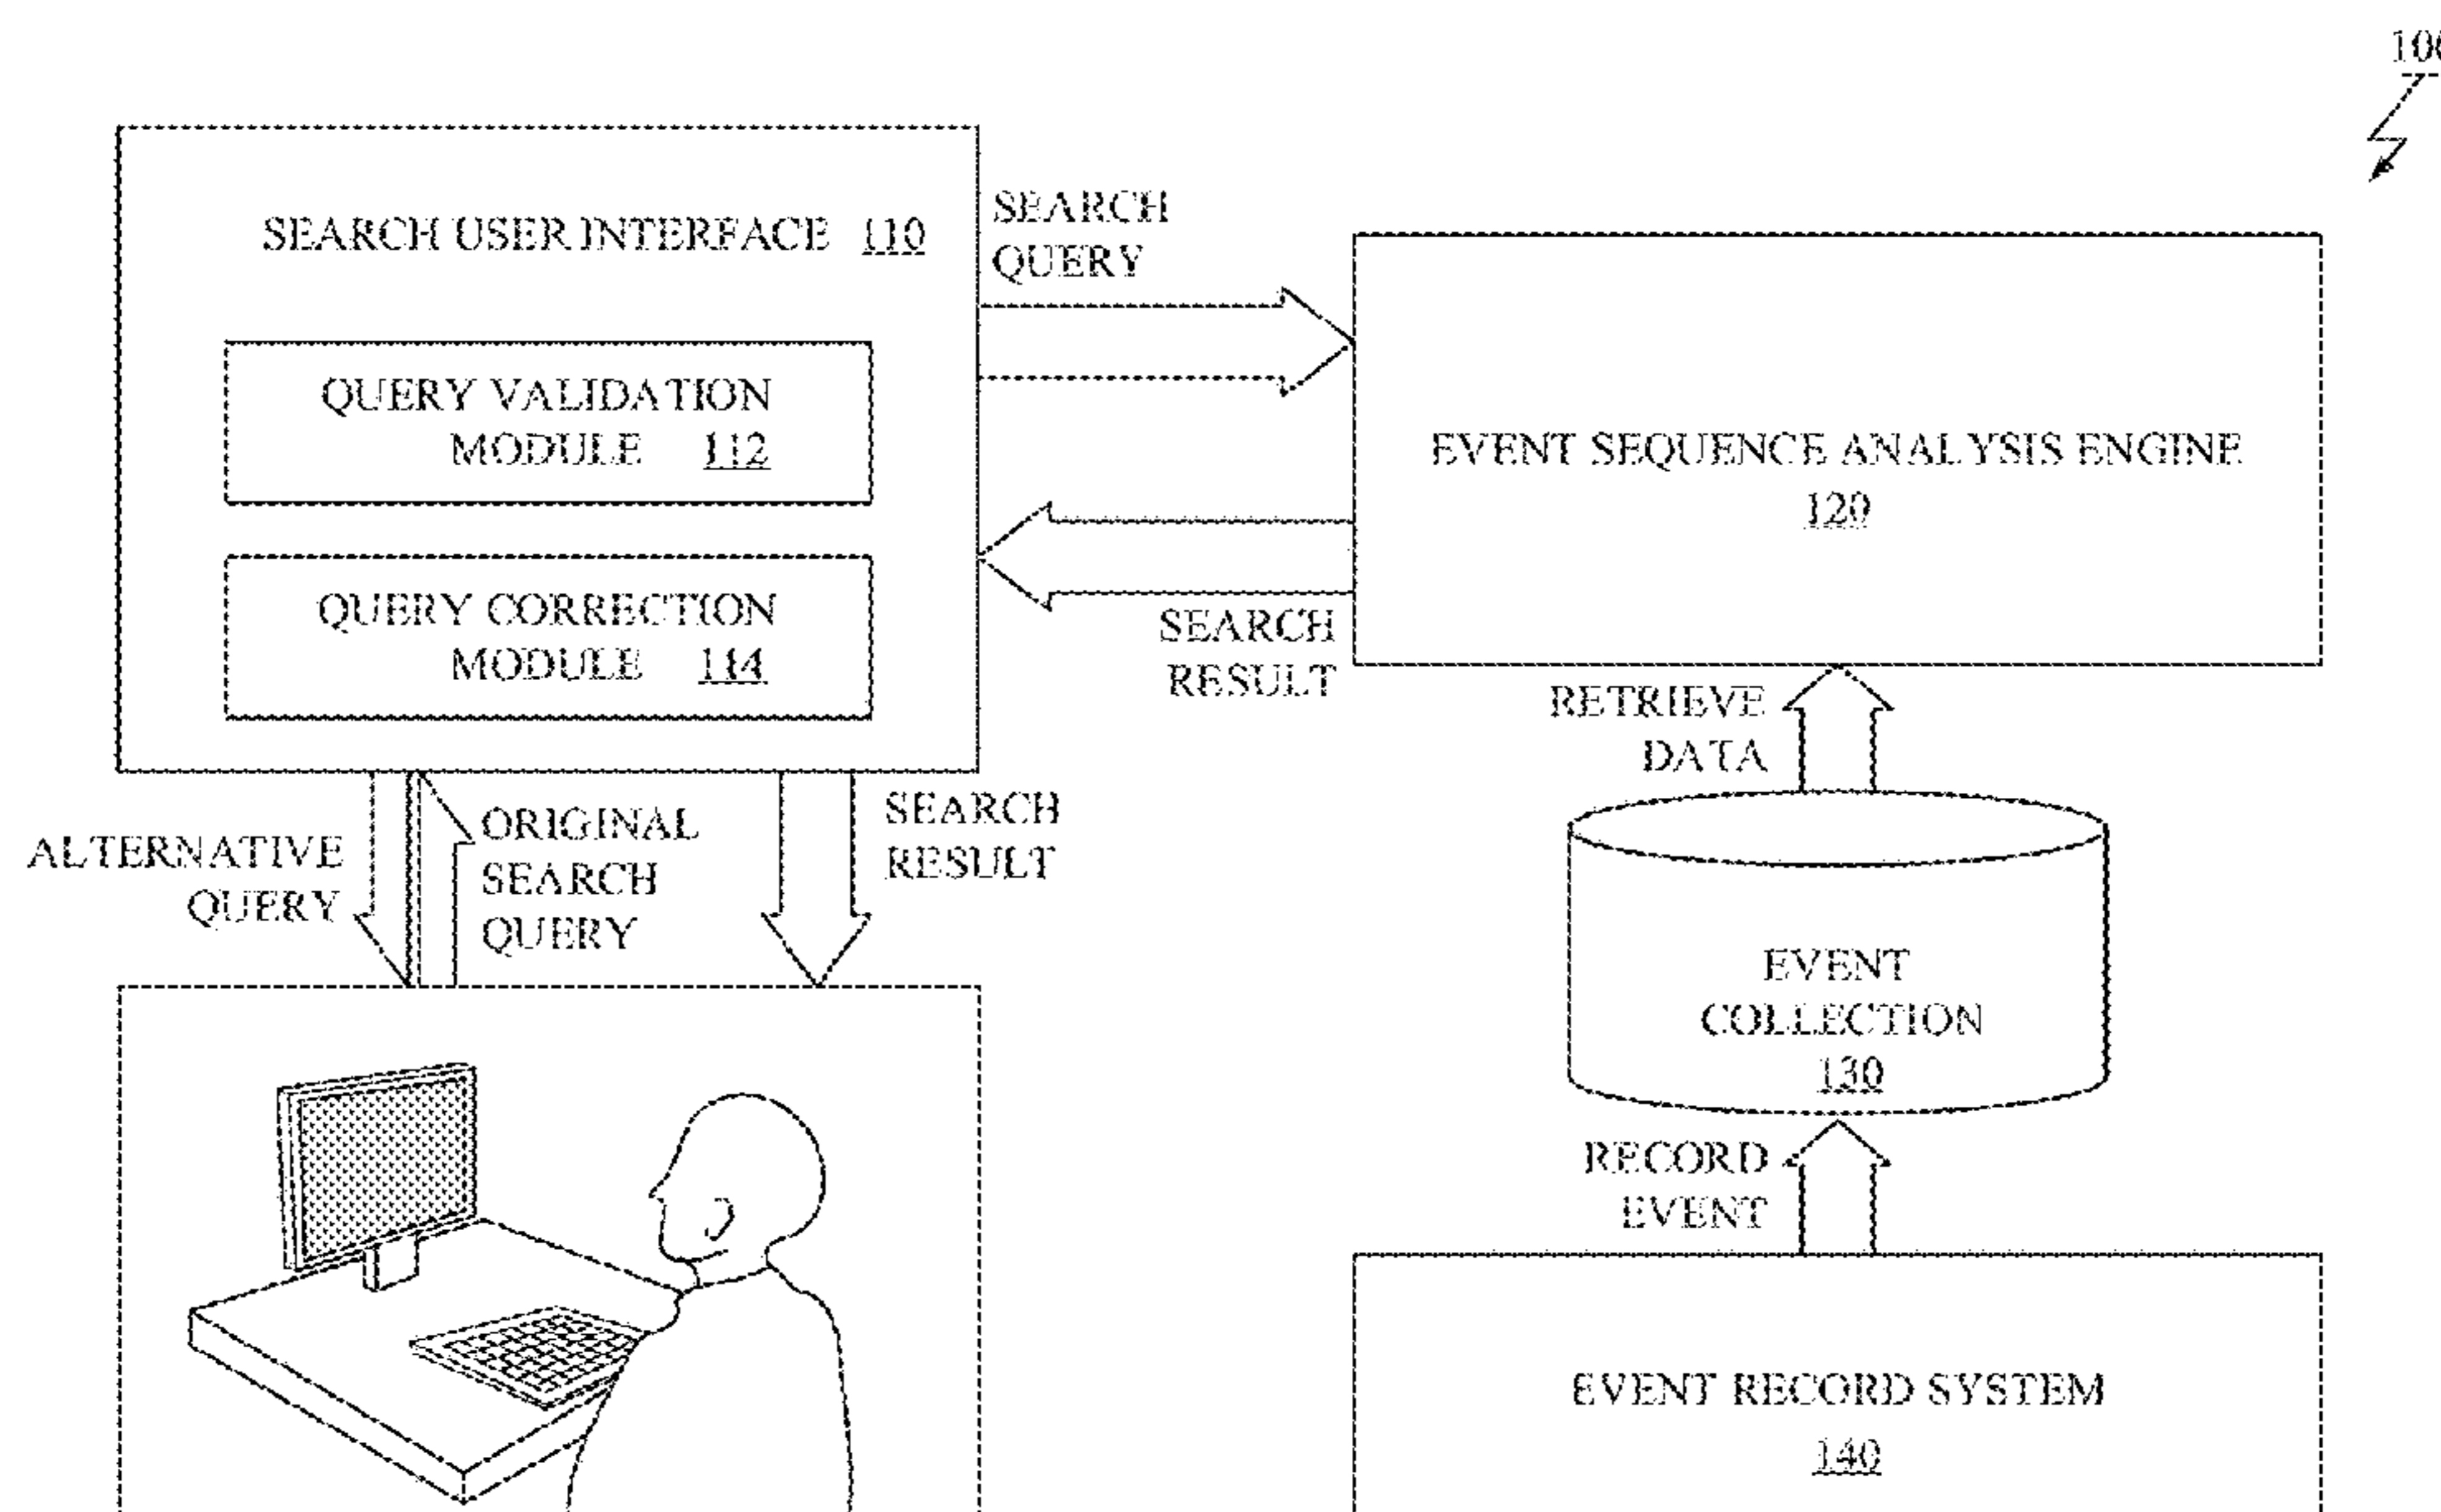 SEARCH USER INTERFACE 110
QUERY VALIDATION
MODULE 112
QUERY CORRECTION
MODULE 114
SEARCH
QUERY
SEARCH
RESULT
EVENT SEQUENCE ANALYSIS ENGINE
120
RETRIEVE
DATA
ALTERNATIVE
QUERY
ORIGINAL
SEARCH
QUERY
SEARCH
RESULT
EVENT
COLLECTION
130
RECORD
EVENT
EVENT RECORD SYSTEM
140